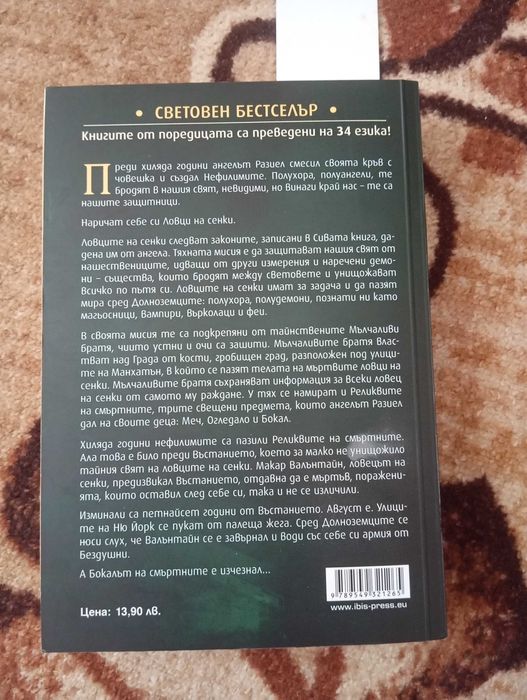 • СВЕТОВЕН БЕСТСЕЛЪР •
Книгите от поредицата са преведени на 34 езика!
Преди хиляда години ангелът Разиел смесил своята кръв с
човешка и създал Нефилимите. Полухора, полуангели, те
бродят в нашия свят, невидими, но винаги край нас – те са
нашите защитници.
Наричат себе си Ловци на сенки.
Ловците на сенки следват законите, записани в Сивата книга, да-
дена им от ангела. Тяхната мисия е да защитават нашия свят от
нашествениците, идващи от други измерения и наречени демо-
ни – същества, които бродят между световете и унищожават
всичко по пътя си. Ловците на сенки имат за задача и да пазят
мира сред Долноземците: полухора, полудемони, познати ни като
магьосници, вампири, върколаци и феи.
В своята мисия те са подкрепяни от тайнствените Мълчаливи
братя, чиито устни и очи са зашити. Мълчаливите Братя влас-
тват над Града от кости, гробищен град, разположен под улици-
те на Манхатън, в който се пазят телата на мъртвите ловци на
сенки. Мълчаливите братя съхраняват информация за всеки ловец
на сенки от самото му раждане. У тях се намират и Реликвите
на смъртните, трите свещени предмета, които ангелът Разиел
дал на своите деца: Меч, Огледало и Бокал.
Хиляда години нефилимите са пазили Реликвите на смъртните.
Ала това е било преди Въстанието, което за малко не унищожило
тайния свят на ловците на сенки. Макар Валънтайн, ловецът на
сенки, предизвикал Въстанието, отдавна да е мъртъв, поражени-
ята, които оставил след себе си, така и не се изличили.
Изминали са петнайсет години от Въстанието. Август е. Улици-
те на Ню Йорк се пукат от палеща жега. Сред Долноземците се
носи слух, че Валънтайн се е завърнал и води със себе си армия от
Бездушни.
А Бокалът на смъртните е изчезнал...
Цена: 13,90 лв.
9 789549 321265
www.ibis-press.eu